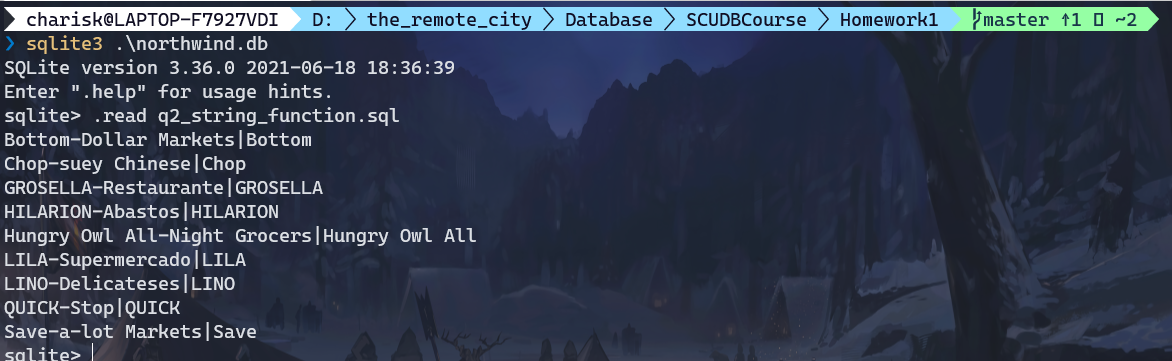 charisk@LAPTOP-F7927VDI D: the_remote_city Database SCUDBCourse Homework1 master ↑1 ~2
❯ sqlite3 .\northwind.db
SQLite version 3.36.0 2021-06-18 18:36:39
Enter ".help" for usage hints.
sqlite> .read q2_string_function.sql
Bottom-Dollar Markets|Bottom
Chop-suey Chinese|Chop
GROSELLA-Restaurante|GROSELLA
HILARION-Abastos|HILARION
Hungry Owl All-Night Grocers|Hungry Owl All
LILA-Supermercado|LILA
LINO-Delicateses|LINO
QUICK-Stop|QUICK
Save-a-lot Markets|Save
sqlite>